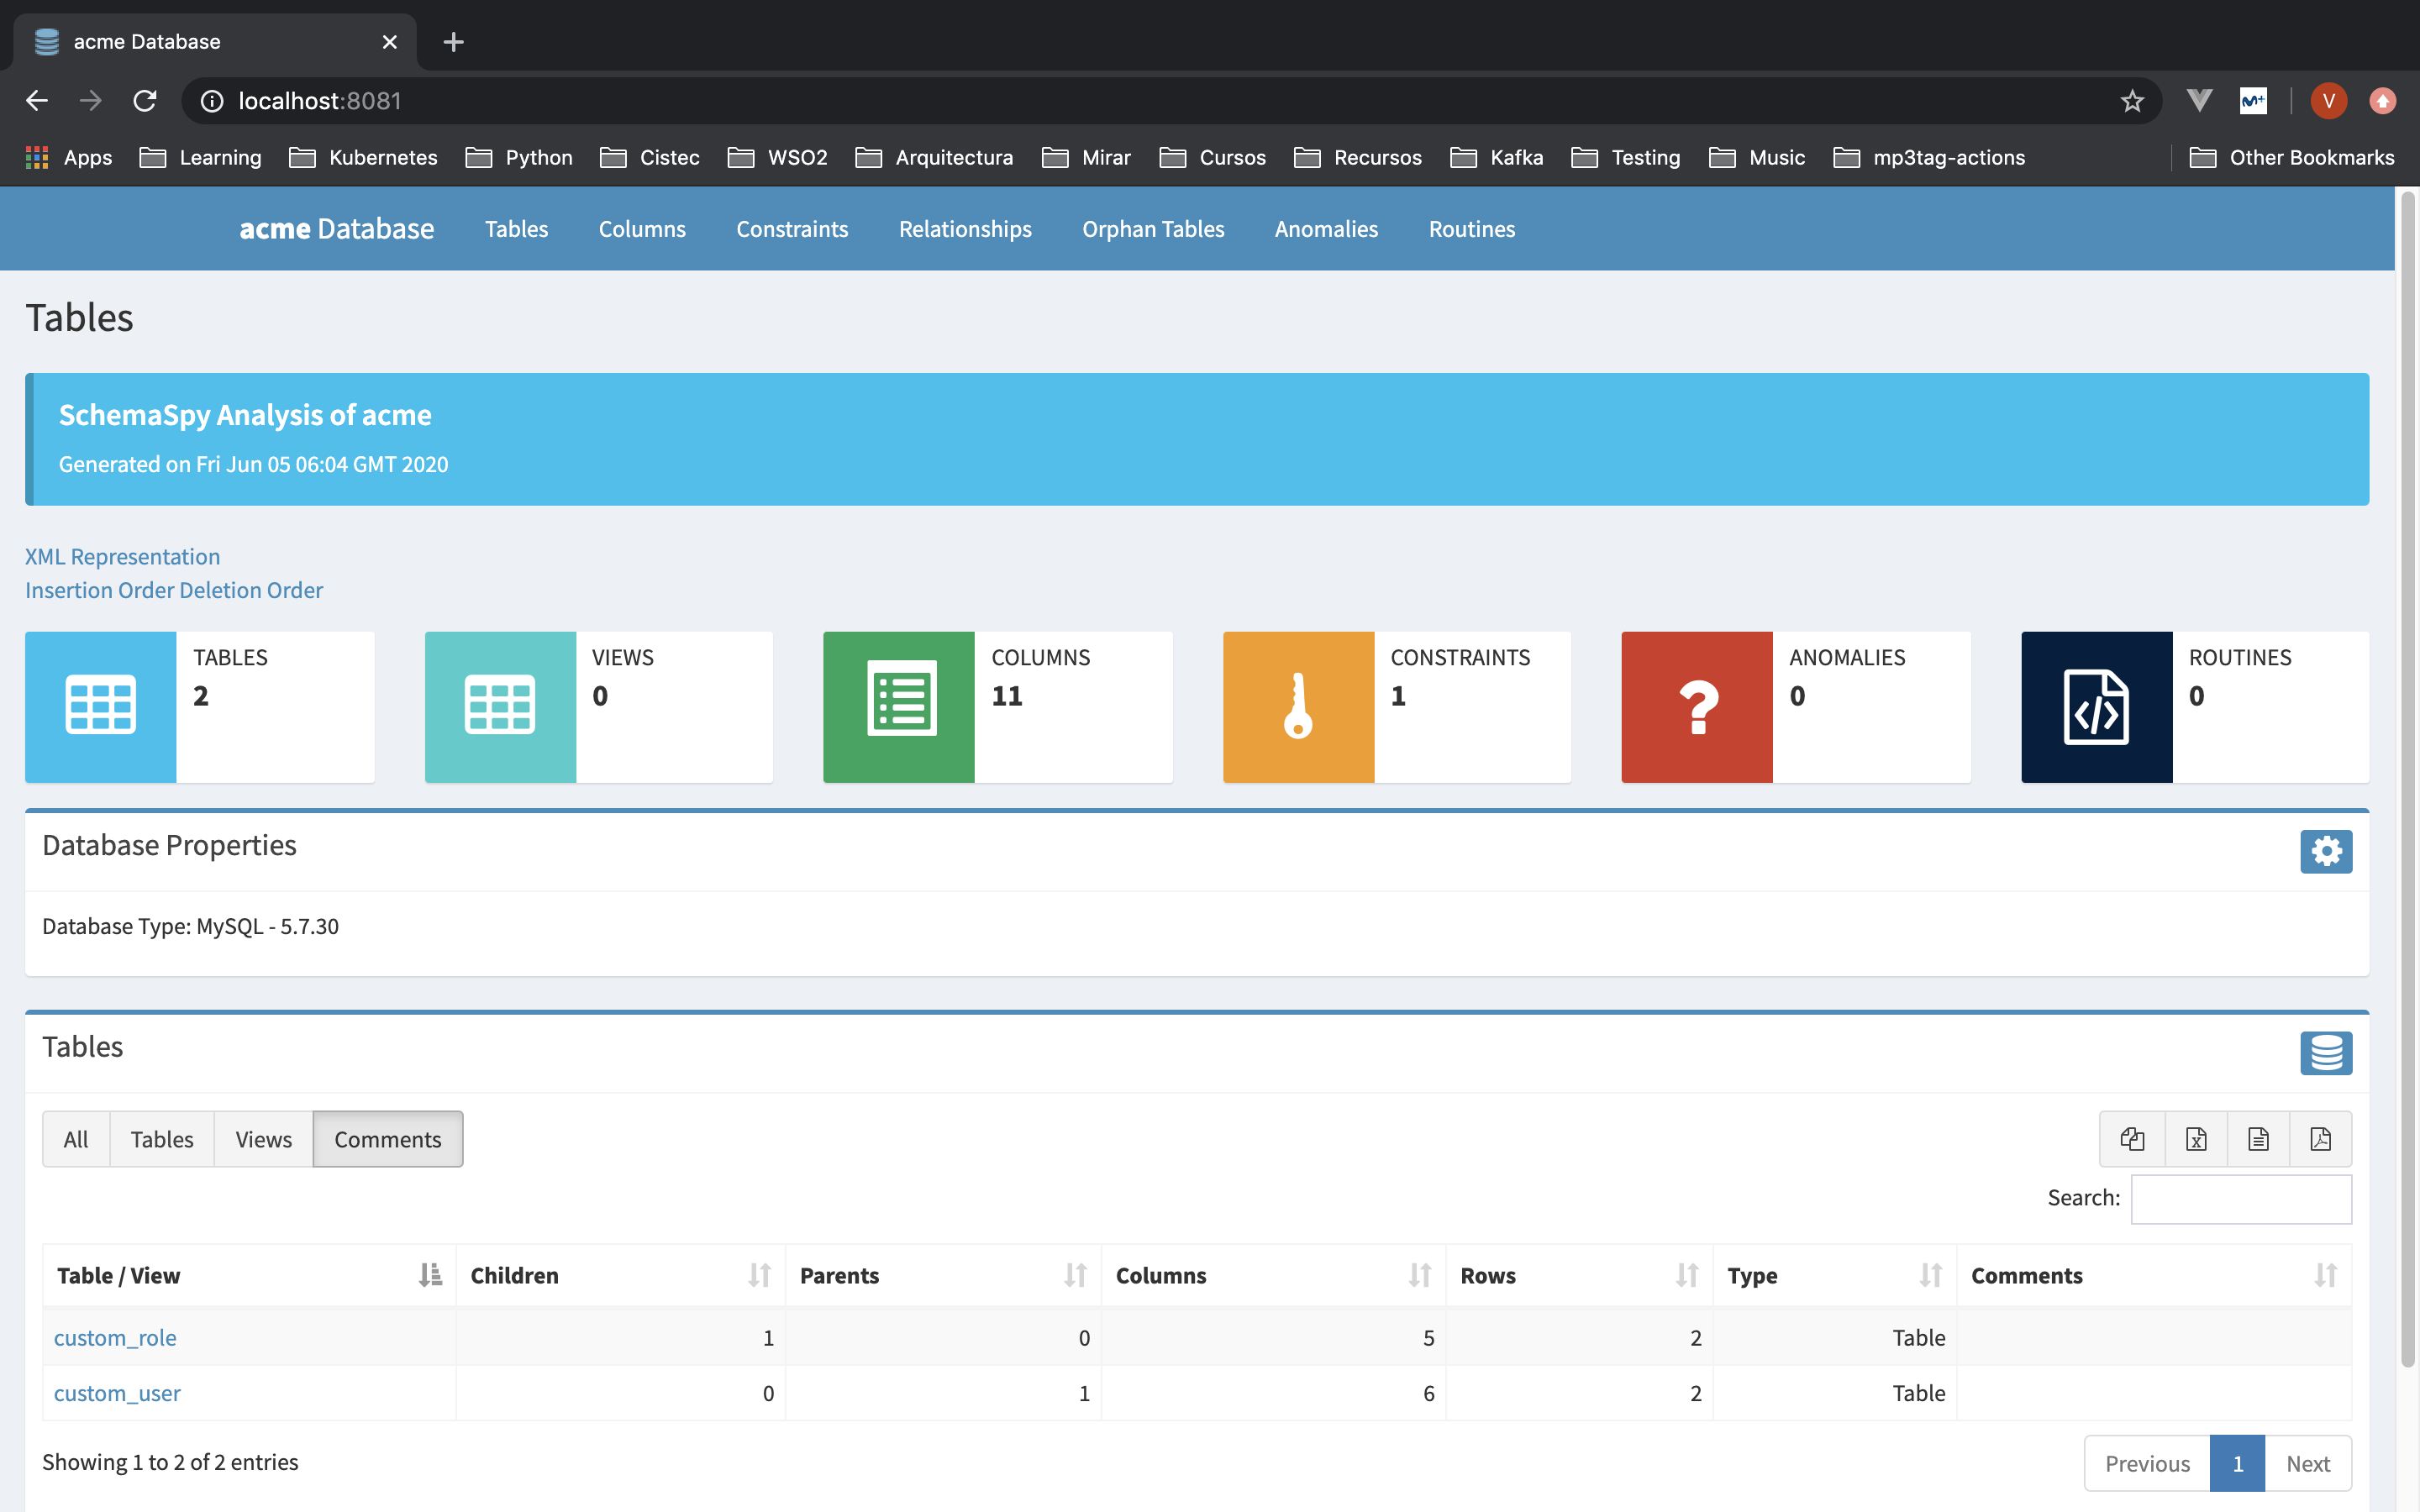 acme Database
localhost:8081
V
Apps Learning Kubernetes Python Cistec WSO2 Arquitectura Mirar Cursos Recursos Kafka Testing Music mp3tag-actions Other Bookmarks
acme Database Tables Columns Constraints Relationships Orphan Tables Anomalies Routines
Tables
SchemaSpy Analysis of acme
Generated on Fri Jun 05 06:04 GMT 2020
XML Representation
Insertion Order Deletion Order
TABLES
2
VIEWS
0
COLUMNS
11
CONSTRAINTS
1
ANOMALIES
0
ROUTINES
0
Database Properties
Database Type: MySQL - 5.7.30
Tables
All Tables Views Comments
Search:
Table / View Children Parents Columns Rows Type Comments
custom_role 1 0 5 2 Table
custom_user 0 1 6 2 Table
Showing 1 to 2 of 2 entries
Previous 1 Next